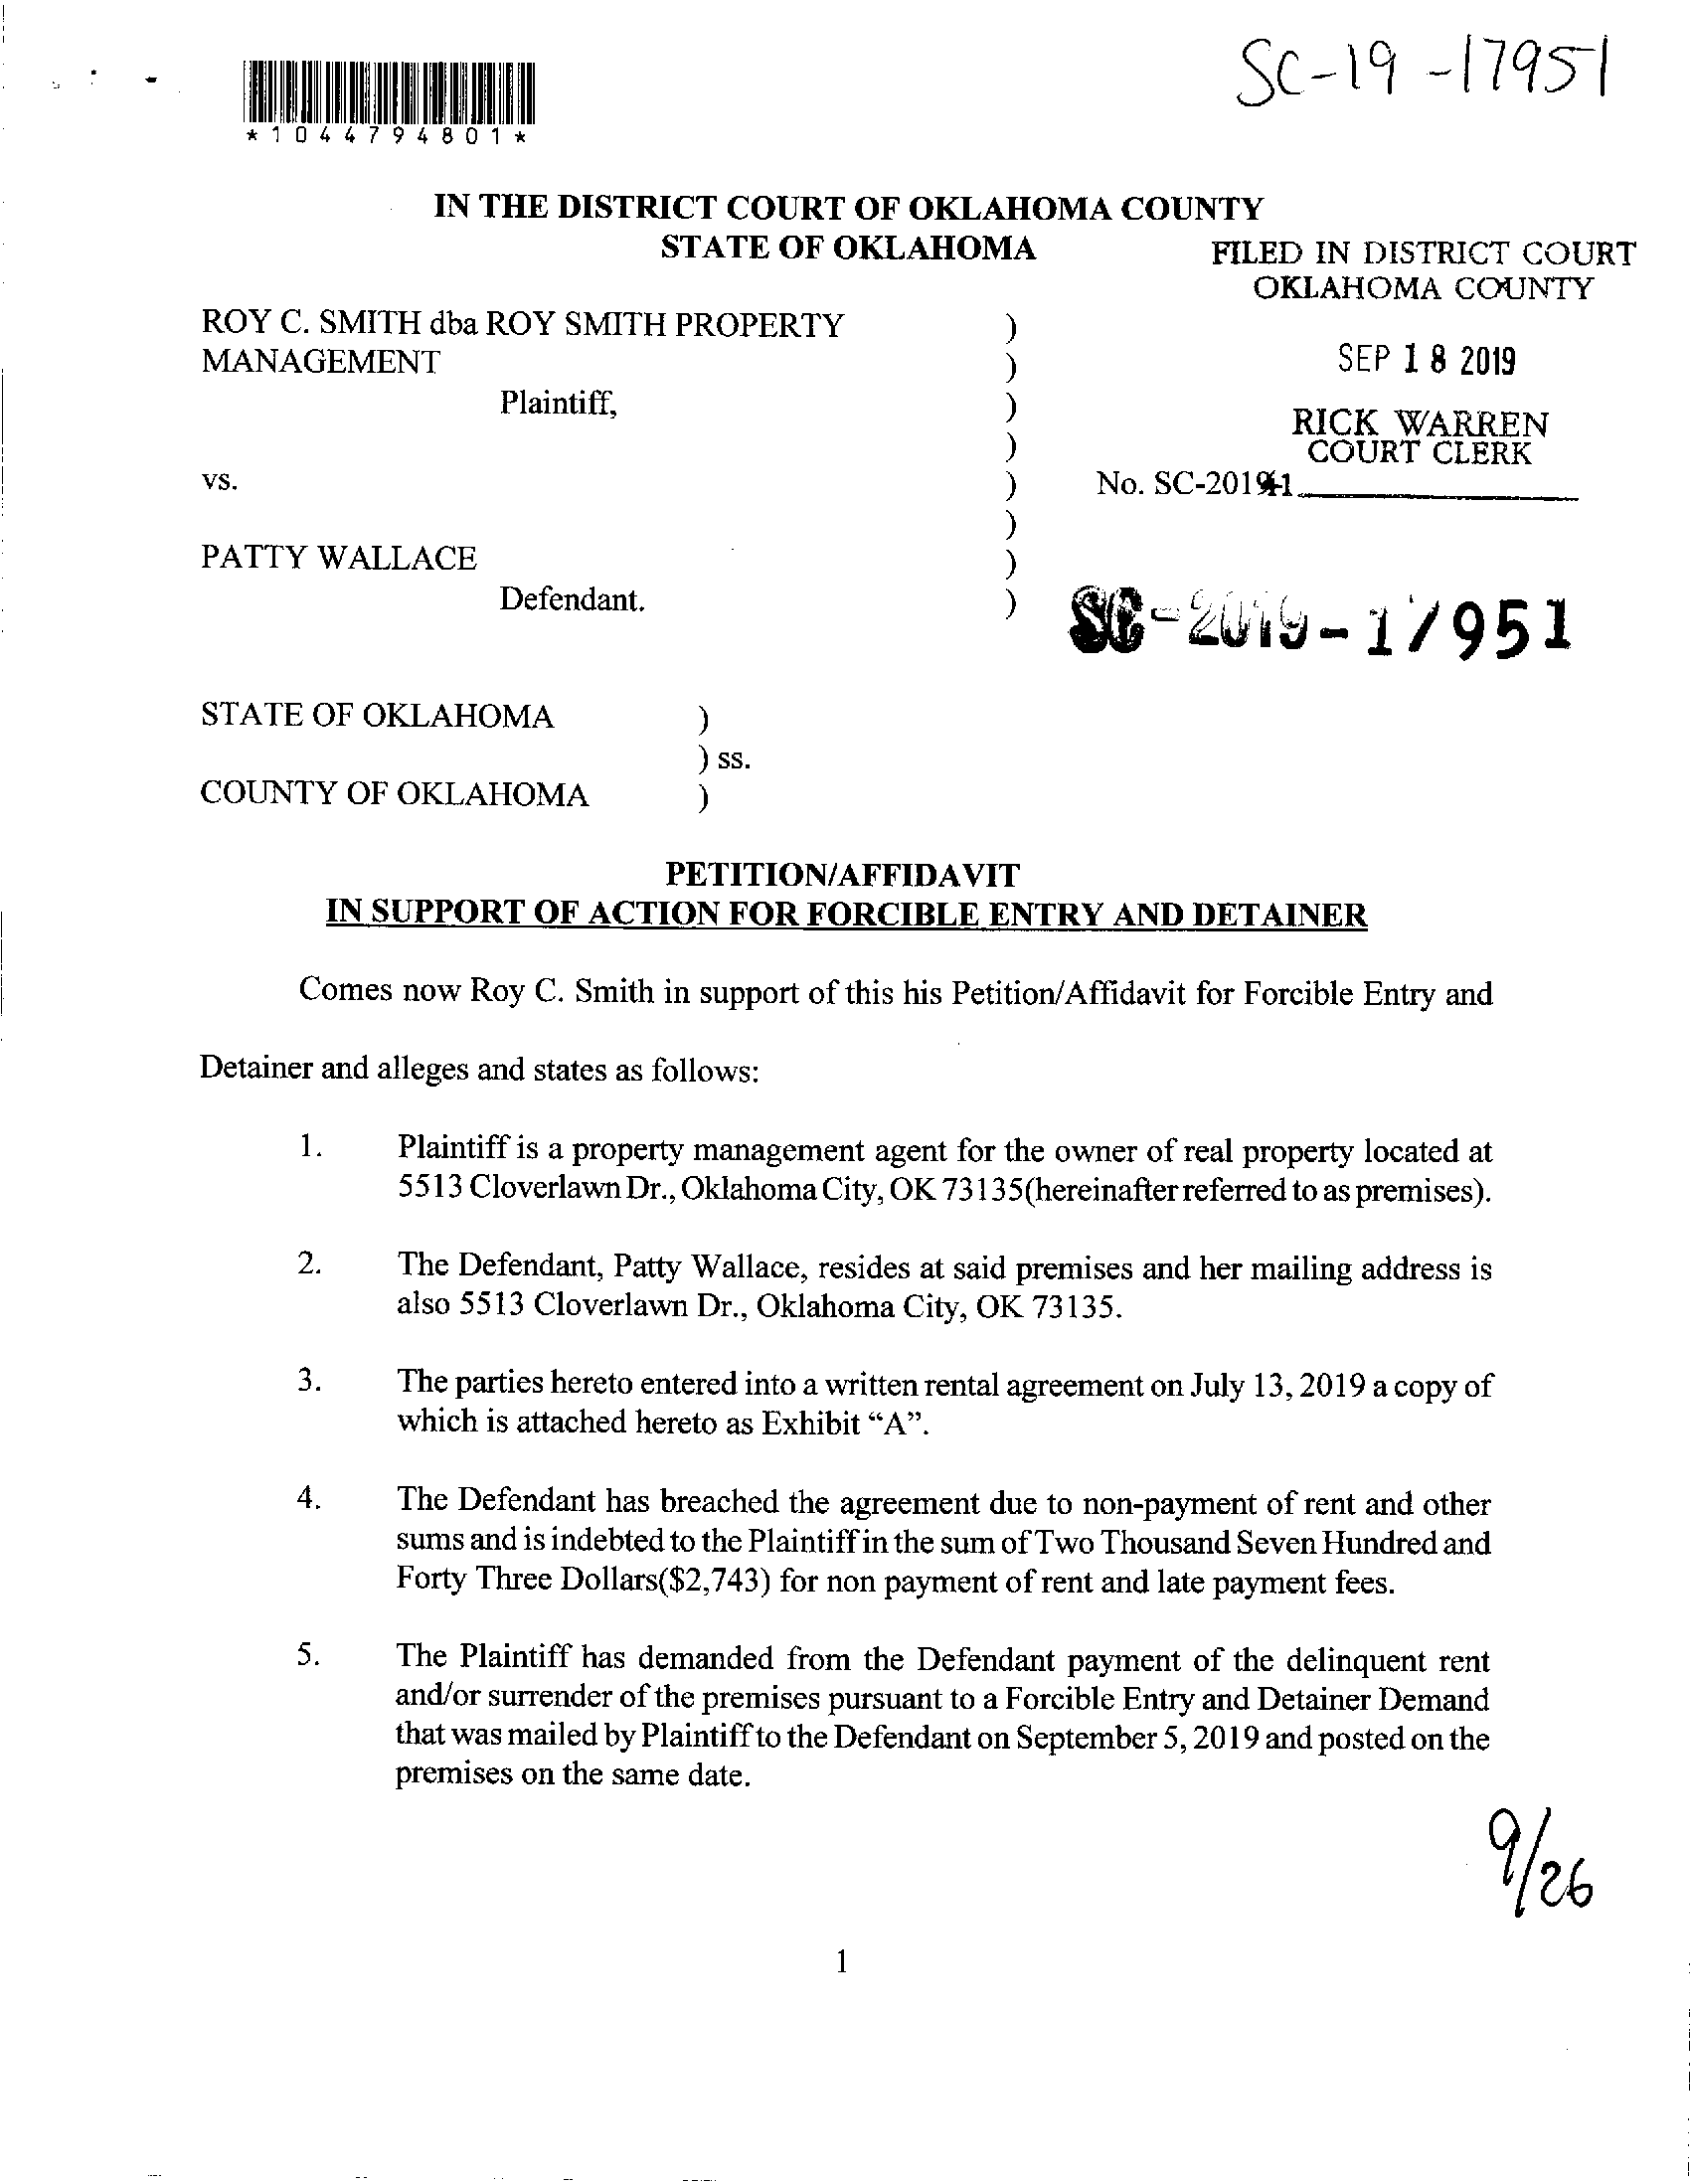 SC-19-17951
*1044794801*
IN THE DISTRICT COURT OF OKLAHOMA COUNTY
STATE OF OKLAHOMA
FILED IN DISTRICT COURT
OKLAHOMA COUNTY
SEP 18 2019
RICK WARREN
COURT CLERK
ROY C. SMITH dba ROY SMITH PROPERTY )
MANAGEMENT )
Plaintiff, )
)
vs. ) No. SC-2019-
)
PATTY WALLACE )
Defendant. )
SC-2019-17951
STATE OF OKLAHOMA )
) ss.
COUNTY OF OKLAHOMA )
PETITION/AFFIDAVIT
IN SUPPORT OF ACTION FOR FORCIBLE ENTRY AND DETAINER
Comes now Roy C. Smith in support of this his Petition/Affidavit for Forcible Entry and
Detainer and alleges and states as follows:
1. Plaintiff is a property management agent for the owner of real property located at
5513 Cloverlawn Dr., Oklahoma City, OK 73135(hereinafter referred to as premises).
2. The Defendant, Patty Wallace, resides at said premises and her mailing address is
also 5513 Cloverlawn Dr., Oklahoma City, OK 73135.
3. The parties hereto entered into a written rental agreement on July 13, 2019 a copy of
which is attached hereto as Exhibit “A”.
4. The Defendant has breached the agreement due to non-payment of rent and other
sums and is indebted to the Plaintiff in the sum of Two Thousand Seven Hundred and
Forty Three Dollars($2,743) for non payment of rent and late payment fees.
5. The Plaintiff has demanded from the Defendant payment of the delinquent rent
and/or surrender of the premises pursuant to a Forcible Entry and Detainer Demand
that was mailed by Plaintiff to the Defendant on September 5, 2019 and posted on the
premises on the same date.
9/26
1